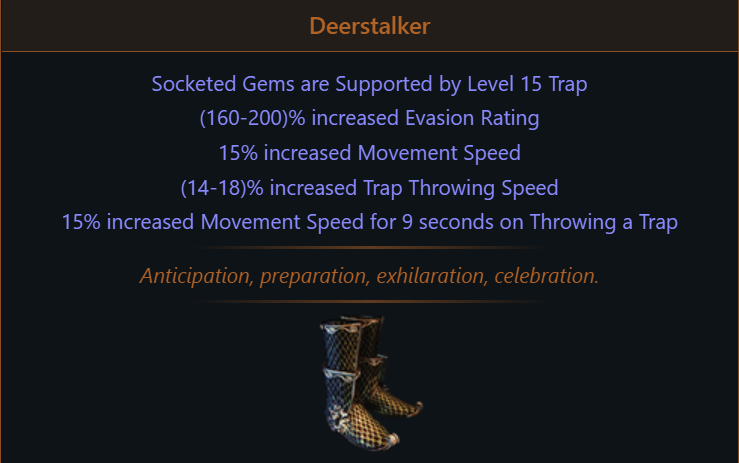 Deerstalker
Socketed Gems are Supported by Level 15 Trap
(160-200)% increased Evasion Rating
15% increased Movement Speed
(14-18)% increased Trap Throwing Speed
15% increased Movement Speed for 9 seconds on Throwing a Trap
Anticipation, preparation, exhilaration, celebration.